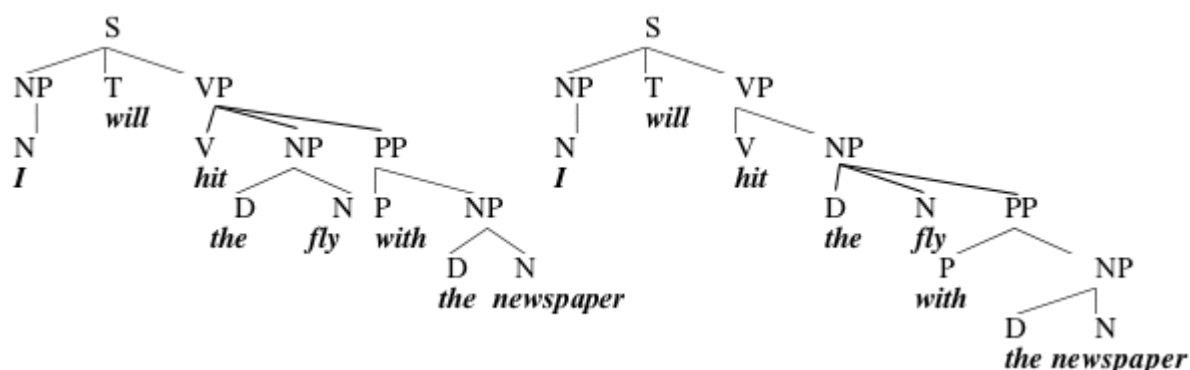 S S
NP T VP NP T VP
will will
N V NP PP N V NP
I hit I hit
D N P NP D N PP
the fly with the fly
D N P NP
the newspaper with
D N
the newspaper